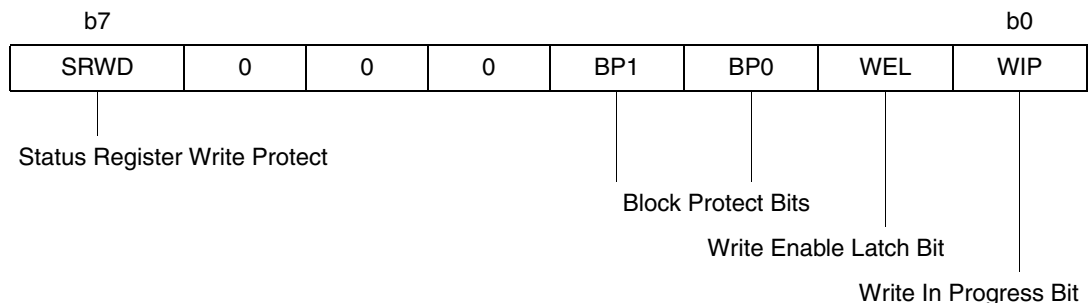 b7 b0
SRWD 0 0 0 BP1 BP0 WEL WIP
Status Register Write Protect
Block Protect Bits
Write Enable Latch Bit
Write In Progress Bit